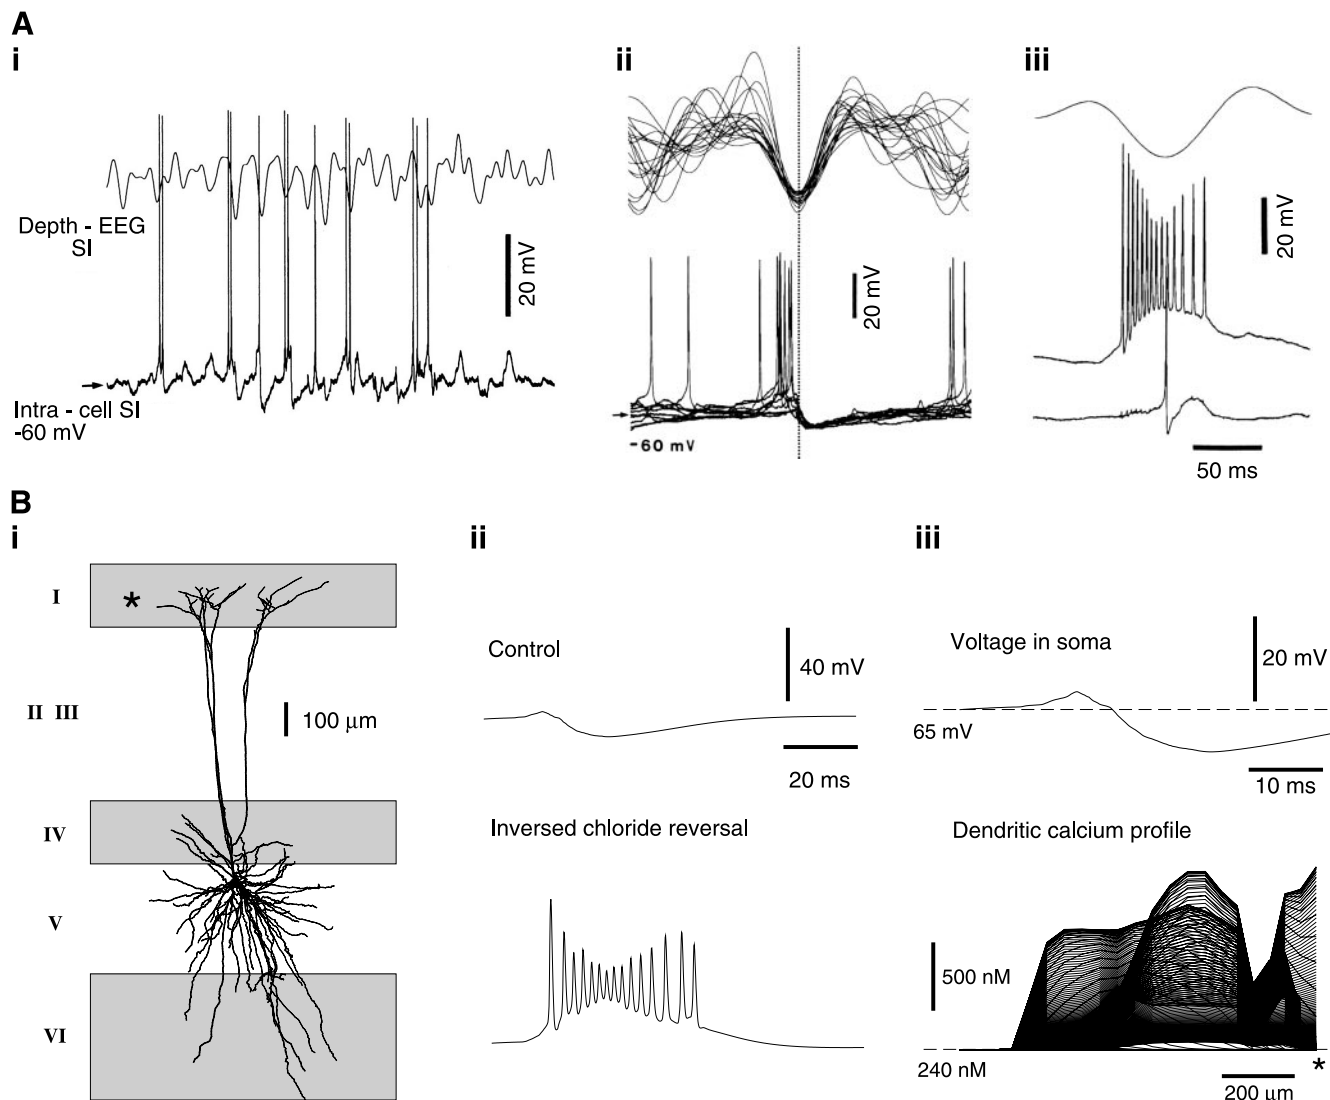 A
i
ii
iii
Depth - EEG
SI
20 mV
Intra - cell SI
-60 mV
20 mV
-60 mV
20 mV
50 ms
B
i
ii
iii
I
*
II III
100 µm
IV
V
VI
Control
40 mV
20 ms
Inversed chloride reversal
Voltage in soma
20 mV
65 mV
10 ms
Dendritic calcium profile
500 nM
240 nM
*
200 µm